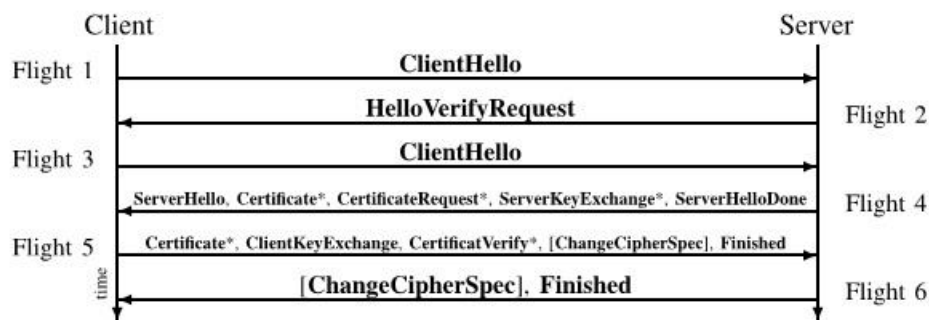 Client Server
Flight 1 ClientHello
HelloVerifyRequest Flight 2
Flight 3 ClientHello
ServerHello, Certificate*, CertificateRequest*, ServerKeyExchange*, ServerHelloDone Flight 4
Flight 5 Certificate*, ClientKeyExchange, CertificatVerify*, [ChangeCipherSpec], Finished
time [ChangeCipherSpec], Finished Flight 6